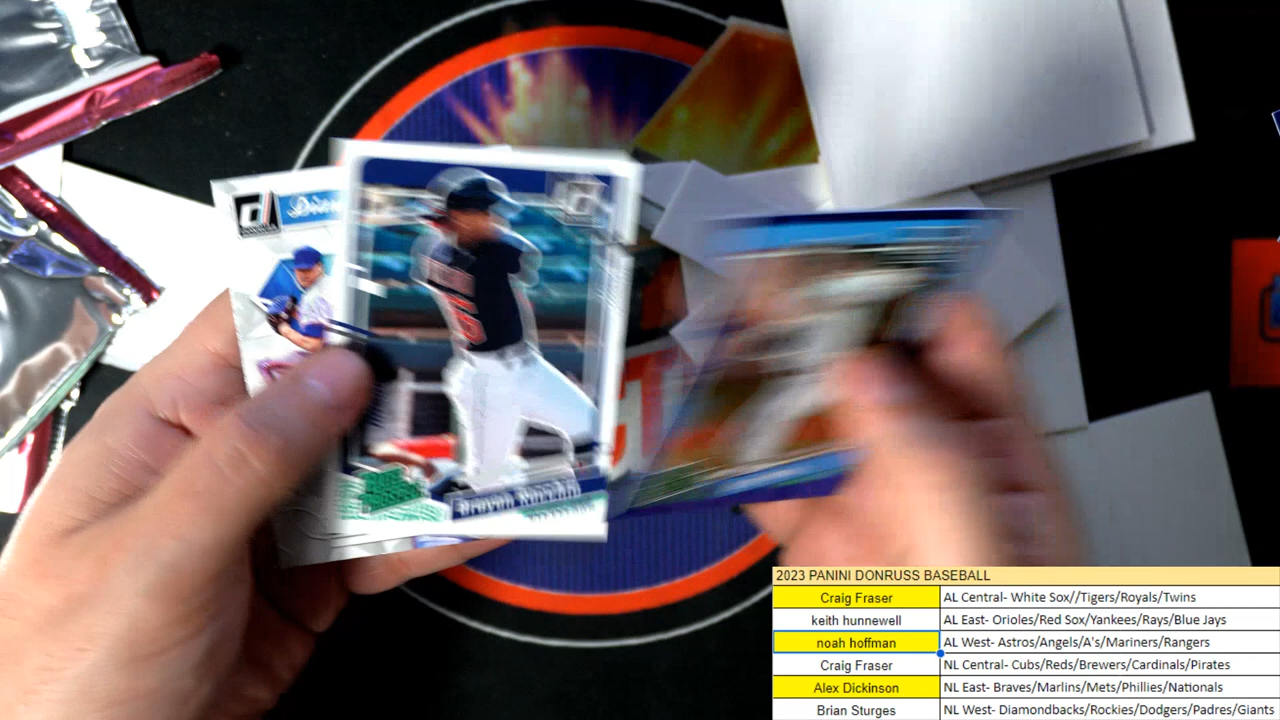 2023 PANINI DONRUSS BASEBALL
Craig Fraser AL Central- White Sox//Tigers/Royals/Twins
keith hunnewell AL East- Orioles/Red Sox/Yankees/Rays/Blue Jays
noah hoffman AL West- Astros/Angels/A's/Mariners/Rangers
Craig Fraser NL Central- Cubs/Reds/Brewers/Cardinals/Pirates
Alex Dickinson NL East- Braves/Marlins/Mets/Phillies/Nationals
Brian Sturges NL West- Diamondbacks/Rockies/Dodgers/Padres/Giants